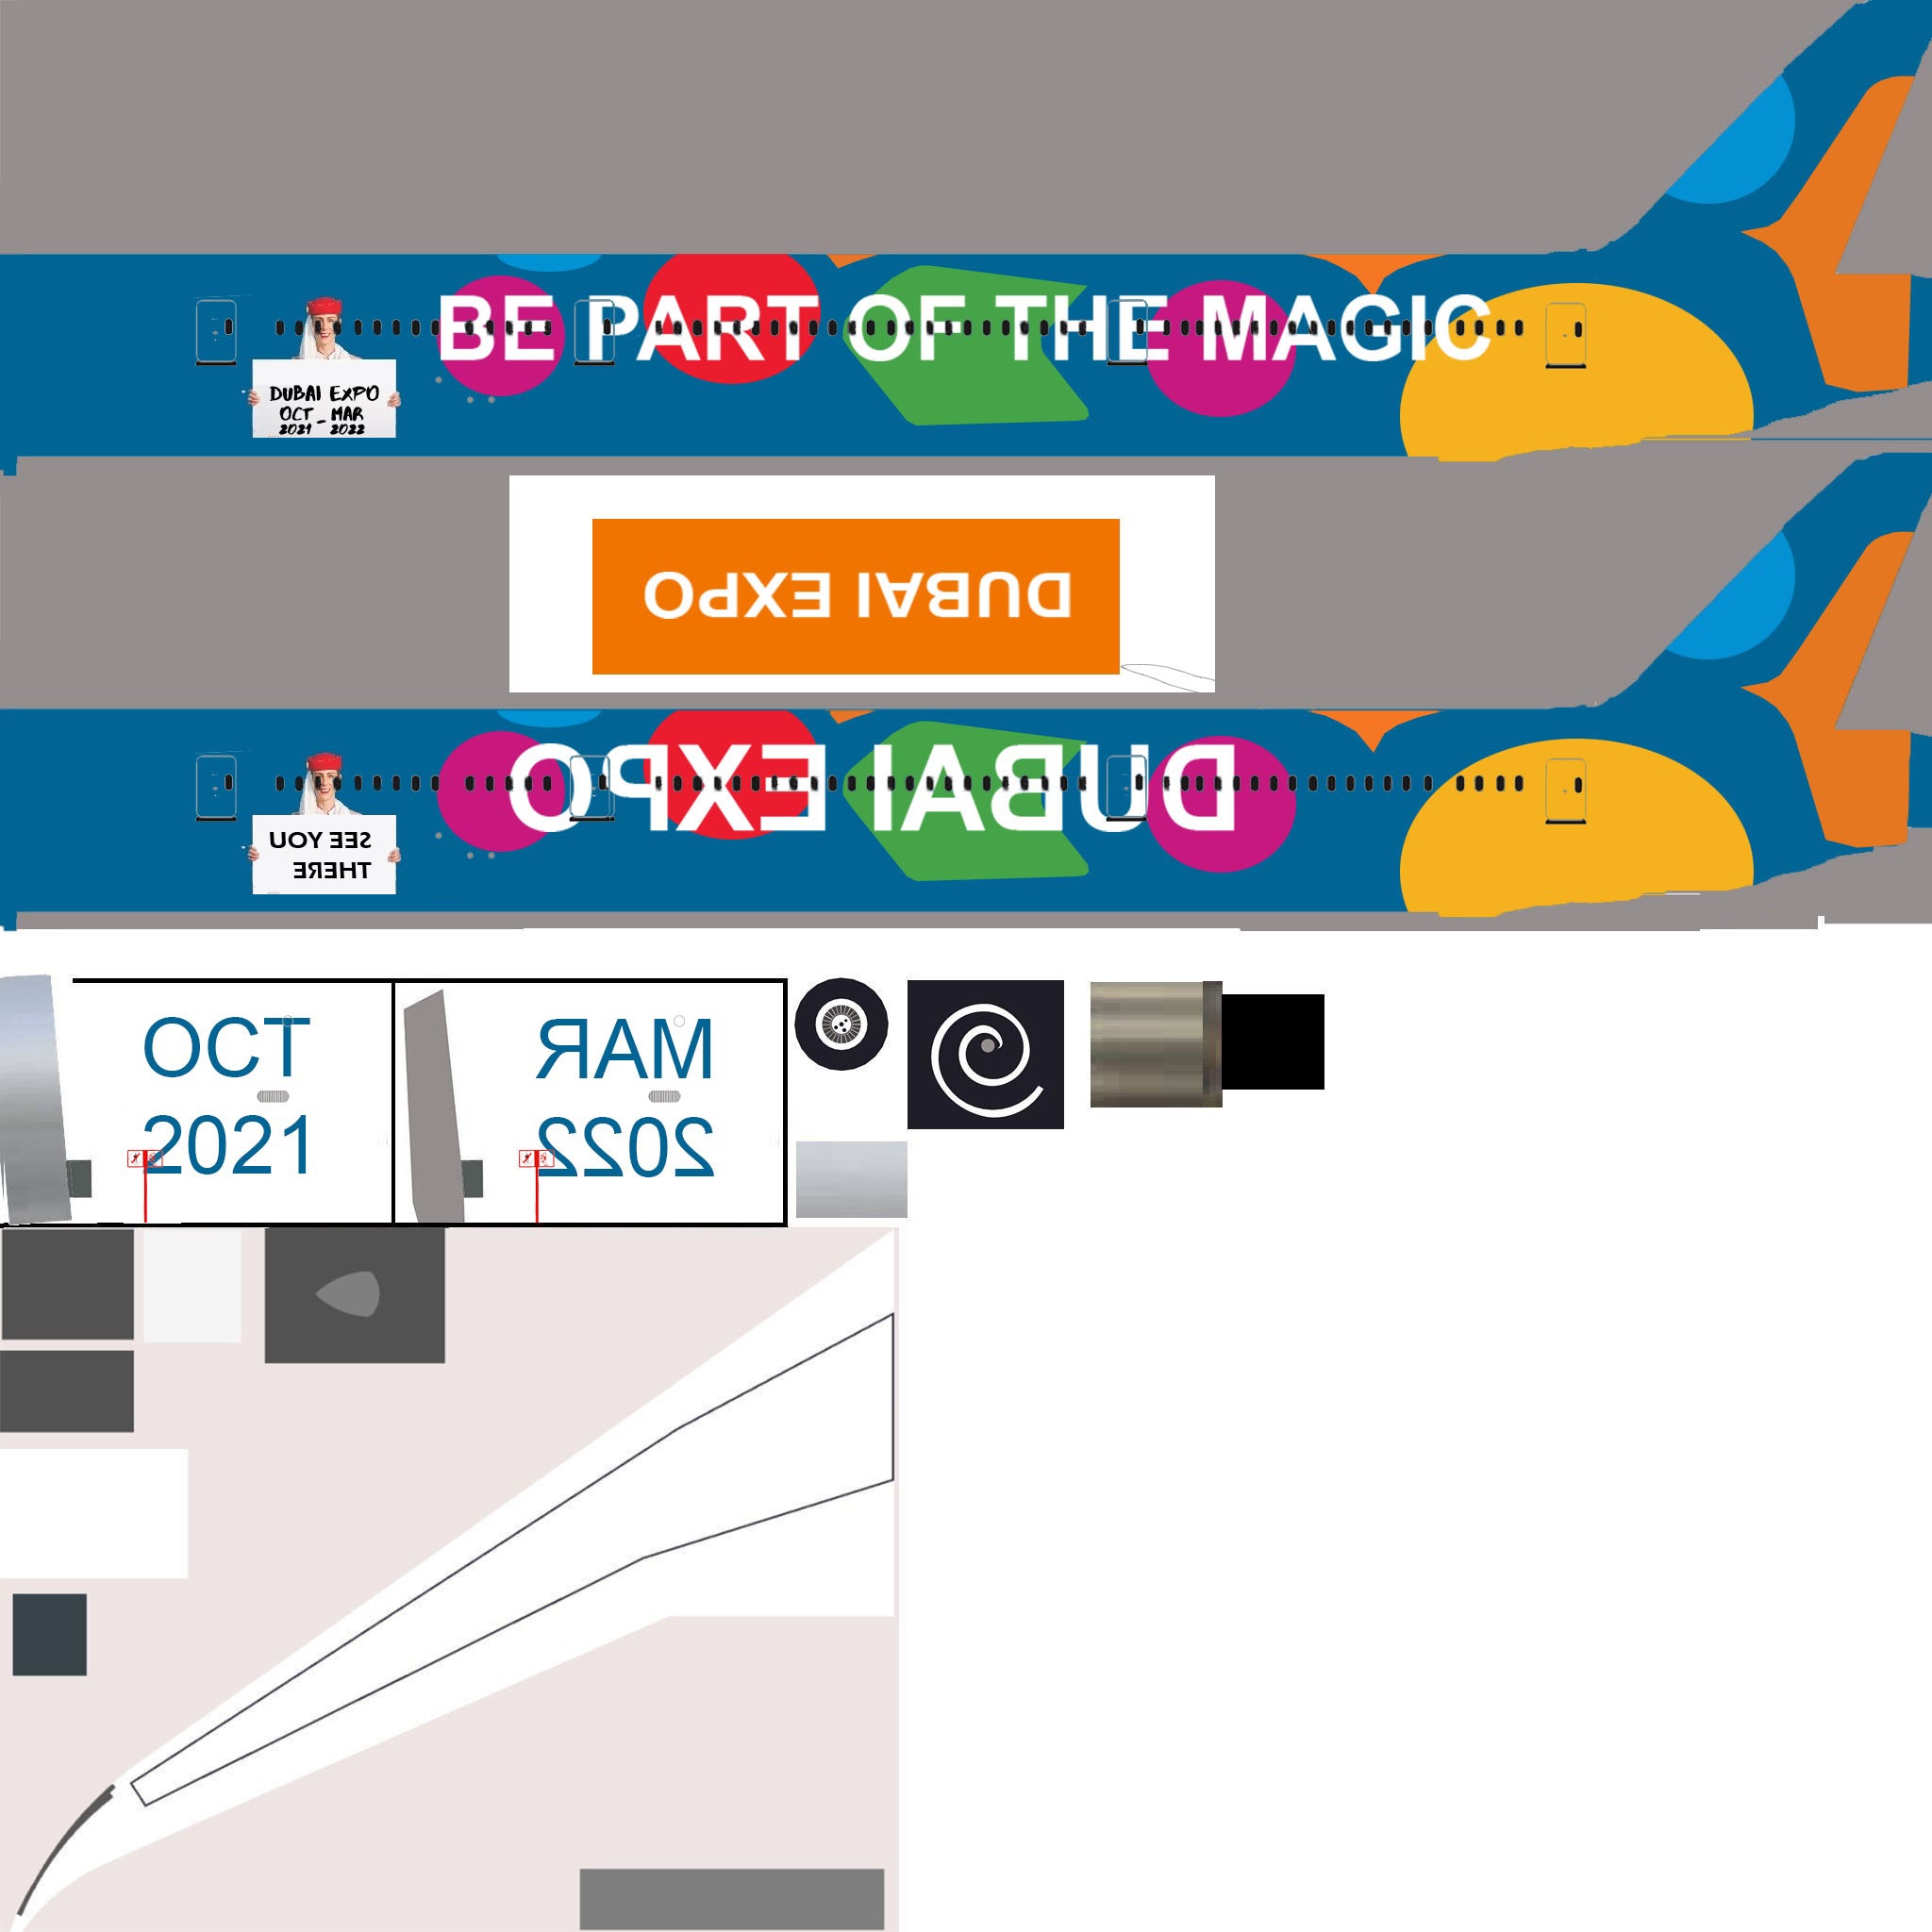 BE PART OF THE MAGIC
DUBAI EXPO
OCT - MAR
2021 2022
DUBAI EXPO
DUBAI EXPO
SEE YOU
THERE
OCT
2021
MAR
2022